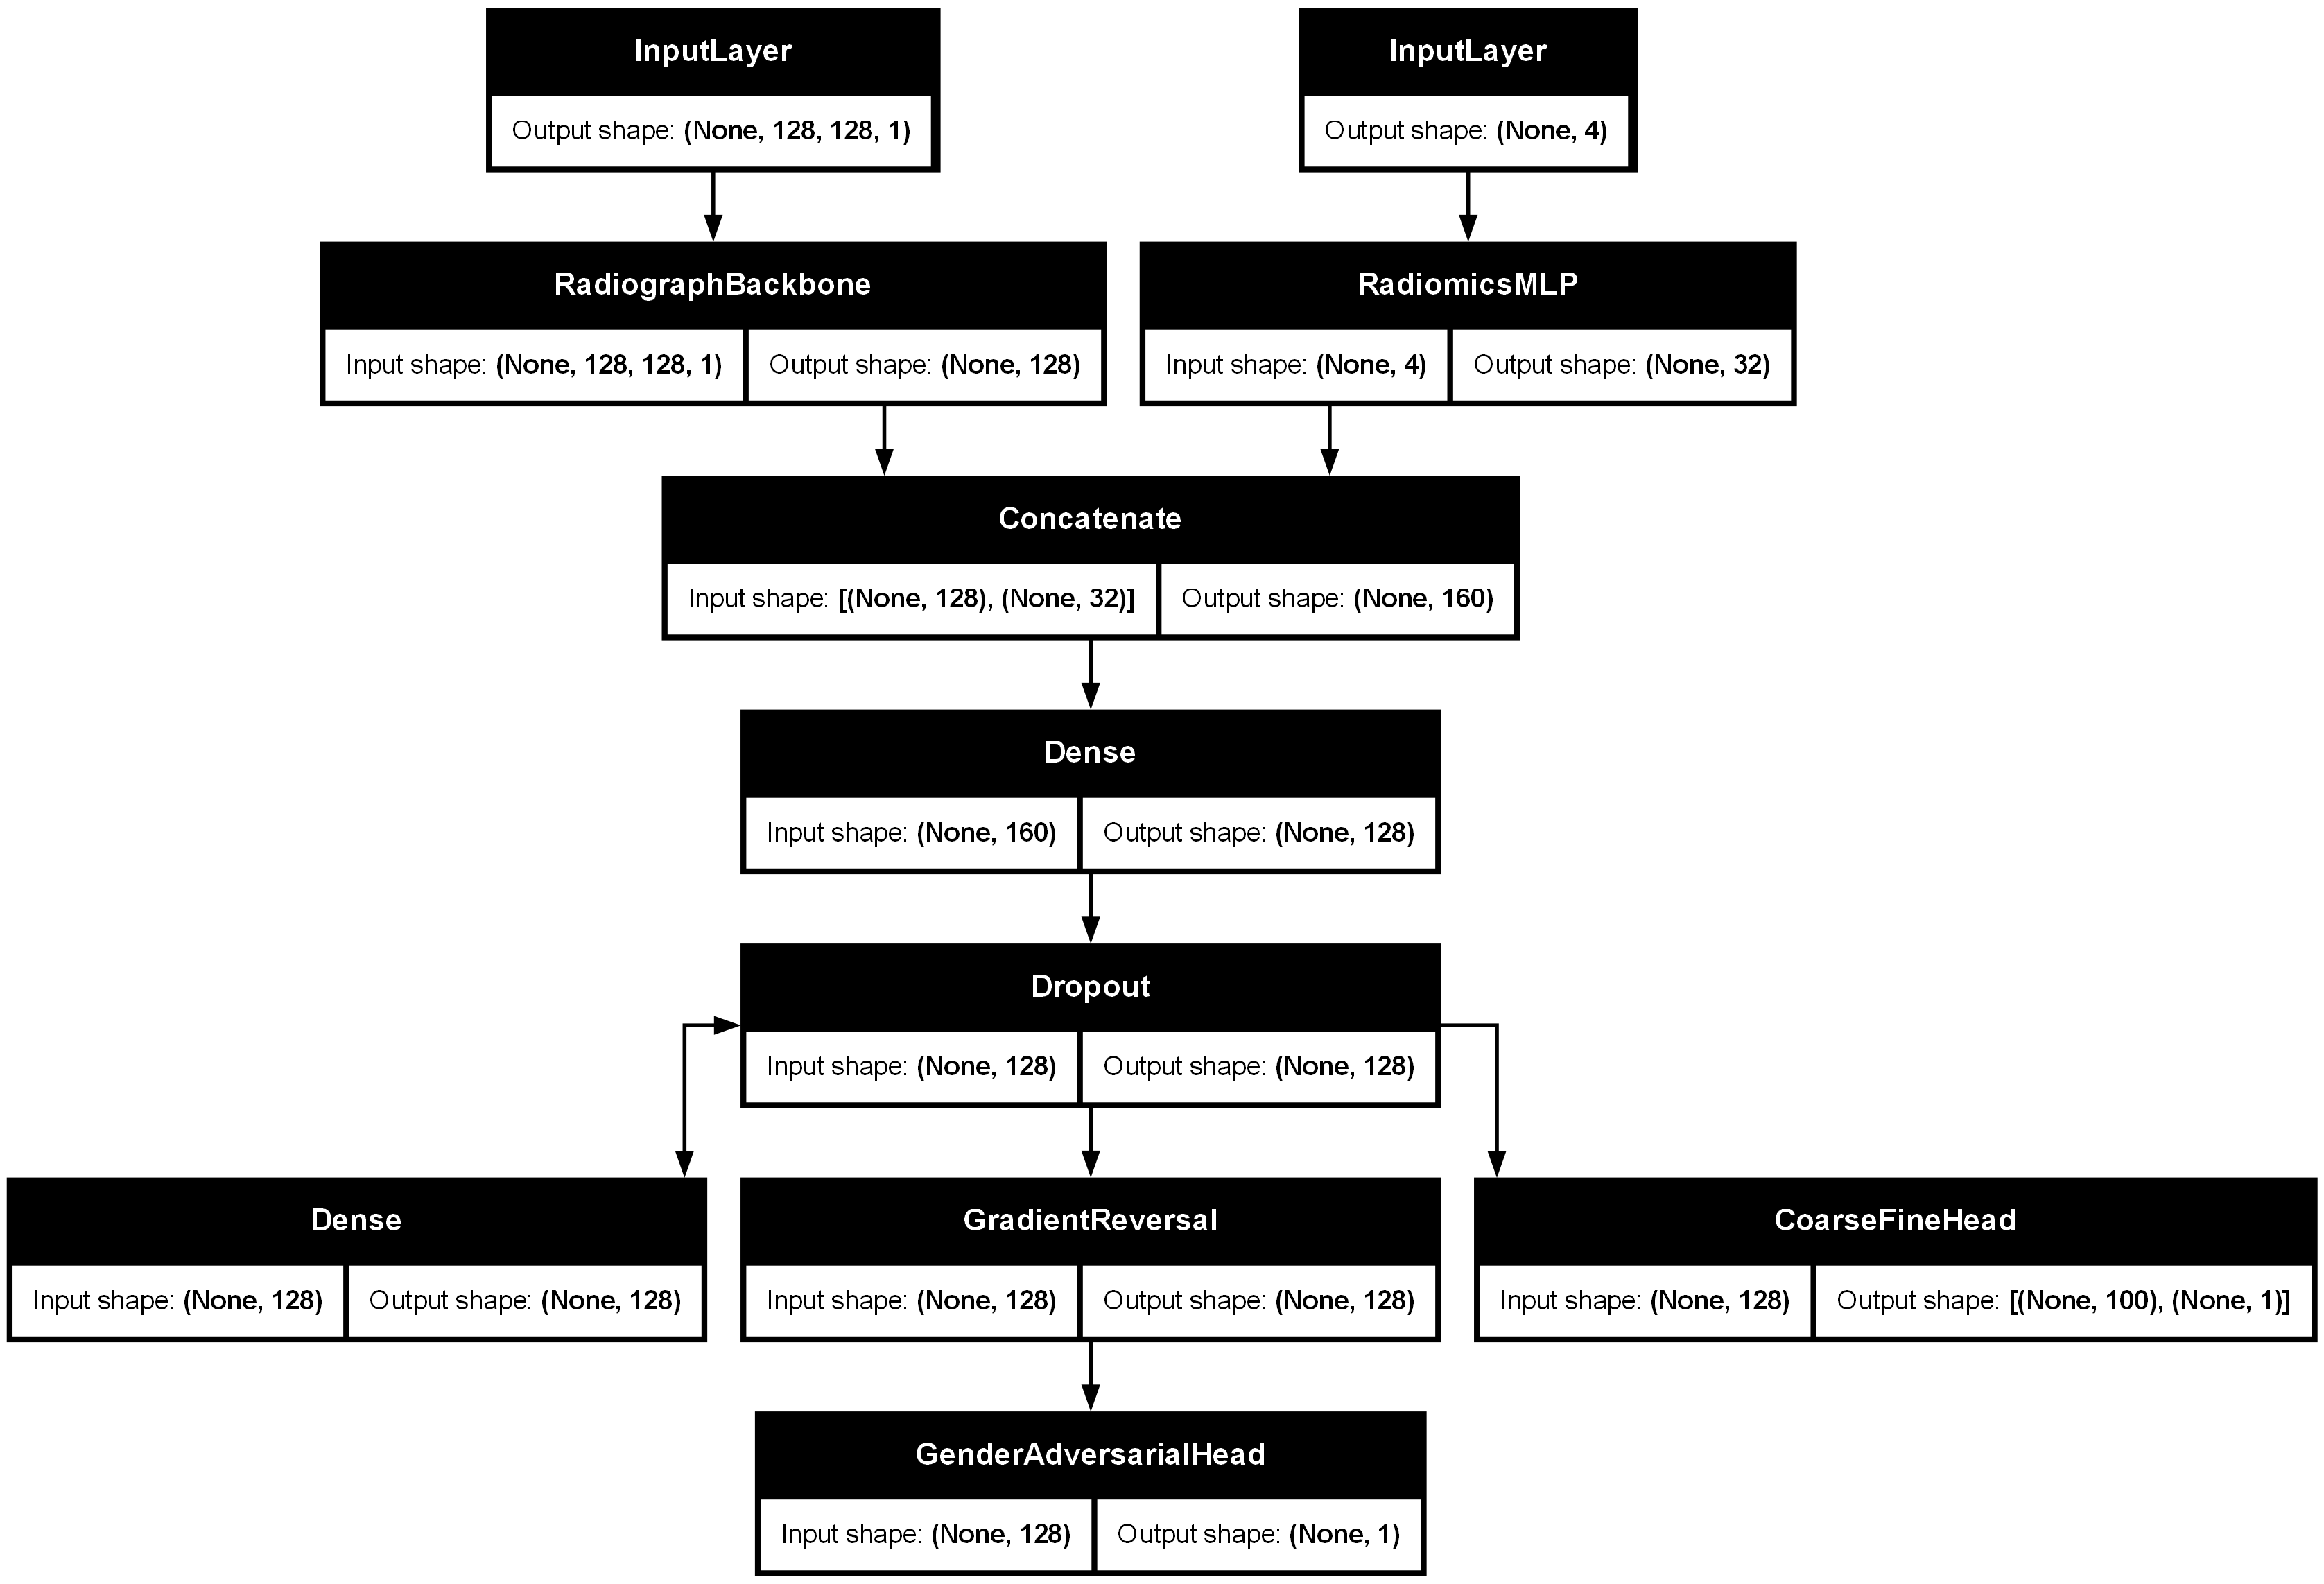 InputLayer
Output shape: (None, 128, 128, 1)
InputLayer
Output shape: (None, 4)
RadiographBackbone
Input shape: (None, 128, 128, 1) Output shape: (None, 128)
RadiomicsMLP
Input shape: (None, 4) Output shape: (None, 32)
Concatenate
Input shape: [(None, 128), (None, 32)] Output shape: (None, 160)
Dense
Input shape: (None, 160) Output shape: (None, 128)
Dropout
Input shape: (None, 128) Output shape: (None, 128)
Dense
Input shape: (None, 128) Output shape: (None, 128)
GradientReversal
Input shape: (None, 128) Output shape: (None, 128)
CoarseFineHead
Input shape: (None, 128) Output shape: [(None, 100), (None, 1)]
GenderAdversarialHead
Input shape: (None, 128) Output shape: (None, 1)